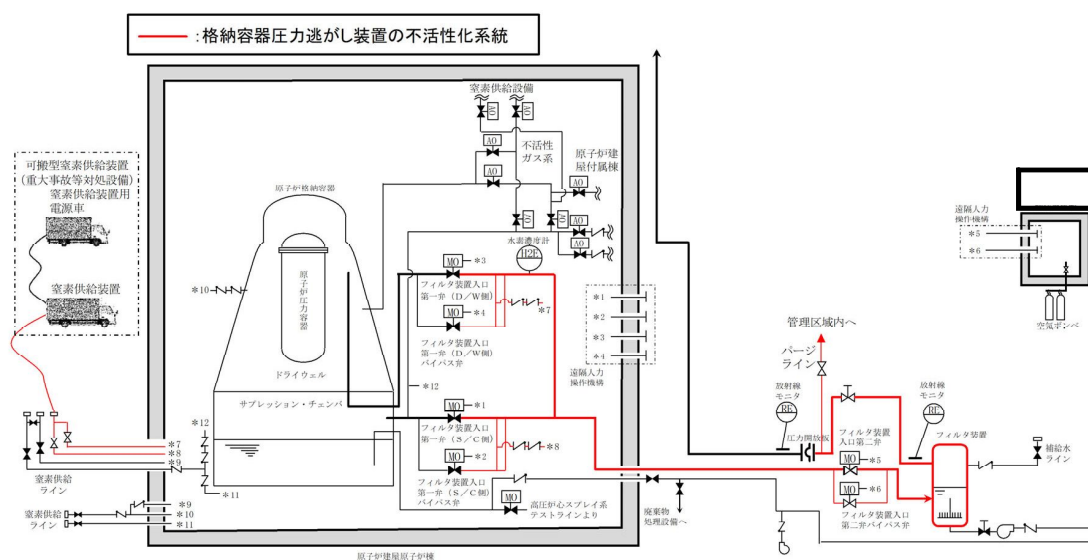 ：格納容器圧力逃がし装置の不活性化系統
窒素供給設備
AO
AO
AO
AO
不活性
ガス系
原子炉建
屋付属棟
AO
AO
AO
AO
AO
可搬型窒素供給装置
（重大事故等対処設備）
窒素供給装置用
電源車
窒素供給装置
原子炉格納容器
原子炉圧力容器
ドライウェル
サプレッション・チェンバ
水素濃度計
H2E
MO
＊3
フィルタ装置入口
第一弁（D／W側）
MO
＊4
＊7
フィルタ装置入口
第一弁（D／W側）
バイパス弁
＊12
MO
＊1
フィルタ装置入口
第一弁（S／C側）
MO
＊2
＊8
フィルタ装置入口
第一弁（S／C側）
バイパス弁
MO
高圧炉心スプレイ系
テストラインより
＊10
＊12
＊11
＊7
＊8
＊9
窒素供給
ライン
＊9
＊10
＊11
窒素供給
ライン
原子炉建屋原子炉棟
＊1
＊2
＊3
＊4
遠隔人力
操作機構
廃棄物
処理設備へ
管理区域内へ
パージ
ライン
放射線
モニタ
RE
圧力開放板
放射線
モニタ
RE
フィルタ装置
フィルタ装置
入口第二弁
MO
＊5
MO
＊6
フィルタ装置入口
第二弁バイパス弁
補給水
ライン
遠隔人力
操作機構
＊5
＊6
空気ボンベ